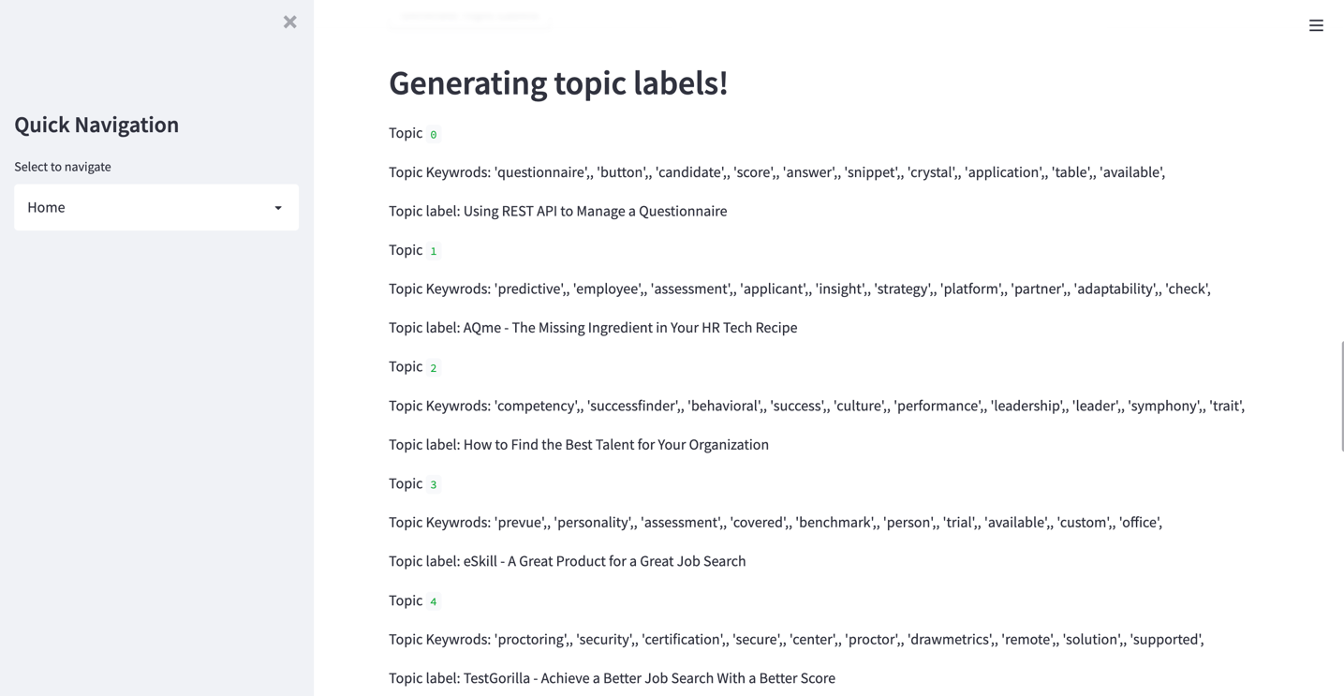 Generating topic labels!
Quick Navigation
Select to navigate
Home
Topic 0
Topic Keywrods: 'questionnaire',, 'button',, 'candidate',, 'score',, 'answer',, 'snippet',, 'crystal',, 'application',, 'table',, 'available',
Topic label: Using REST API to Manage a Questionnaire
Topic 1
Topic Keywrods: 'predictive',, 'employee',, 'assessment',, 'applicant',, 'insight',, 'strategy',, 'platform',, 'partner',, 'adaptability',, 'check',
Topic label: AQme - The Missing Ingredient in Your HR Tech Recipe
Topic 2
Topic Keywrods: 'competency',, 'successfinder',, 'behavioral',, 'success',, 'culture',, 'performance',, 'leadership',, 'leader',, 'symphony',, 'trait',
Topic label: How to Find the Best Talent for Your Organization
Topic 3
Topic Keywrods: 'prevue',, 'personality',, 'assessment',, 'covered',, 'benchmark',, 'person',, 'trial',, 'available',, 'custom',, 'office',
Topic label: eSkill - A Great Product for a Great Job Search
Topic 4
Topic Keywrods: 'proctoring',, 'security',, 'certification',, 'secure',, 'center',, 'proctor',, 'drawmetrics',, 'remote',, 'solution',, 'supported',
Topic label: TestGorilla - Achieve a Better Job Search With a Better Score